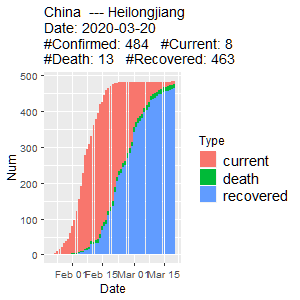 China --- Heilongjiang
Date: 2020-03-20
#Confirmed: 484 #Current: 8
#Death: 13 #Recovered: 463
500
400
300
200
100
0
Num
Feb 01 Feb 15 Mar 01 Mar 15
Date
Type
current
death
recovered